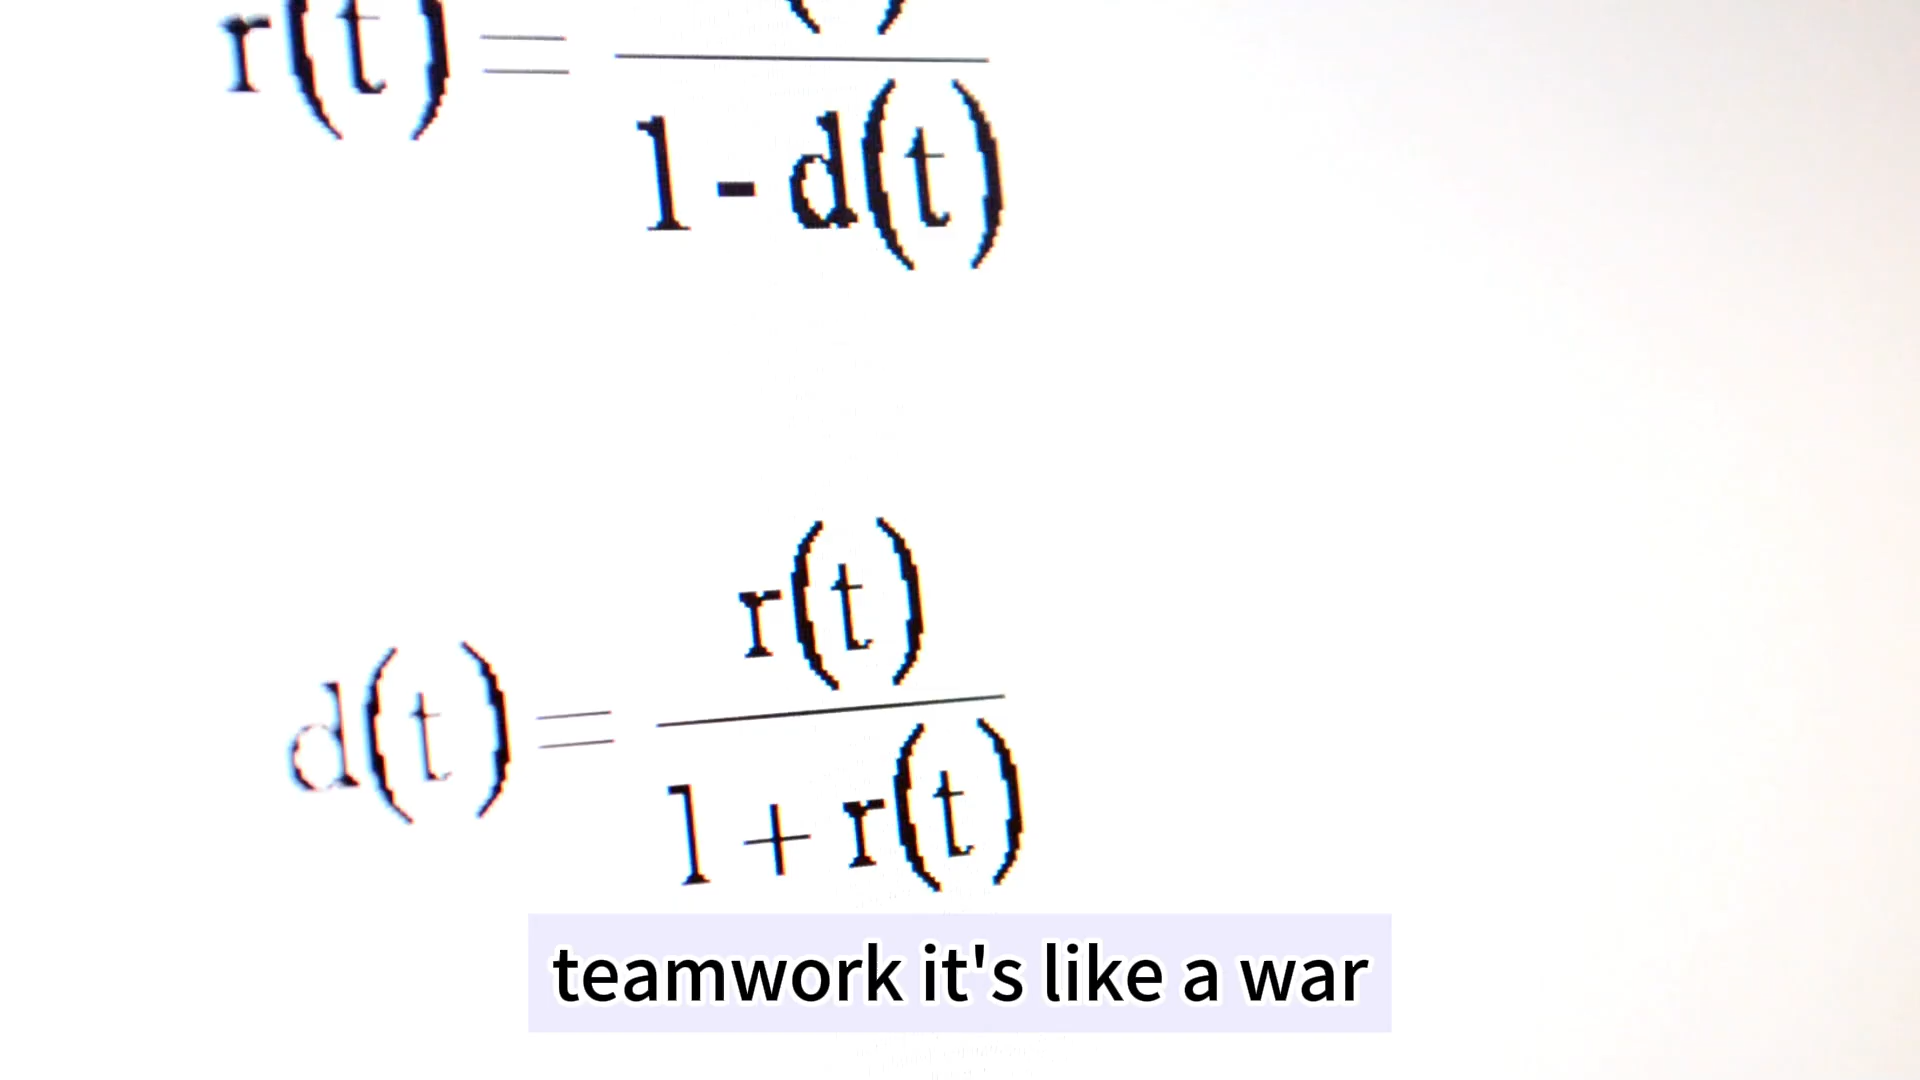 r(t) =
1 - d(t)
r(t)
d(t) =
1 + r(t)
teamwork it's like a war